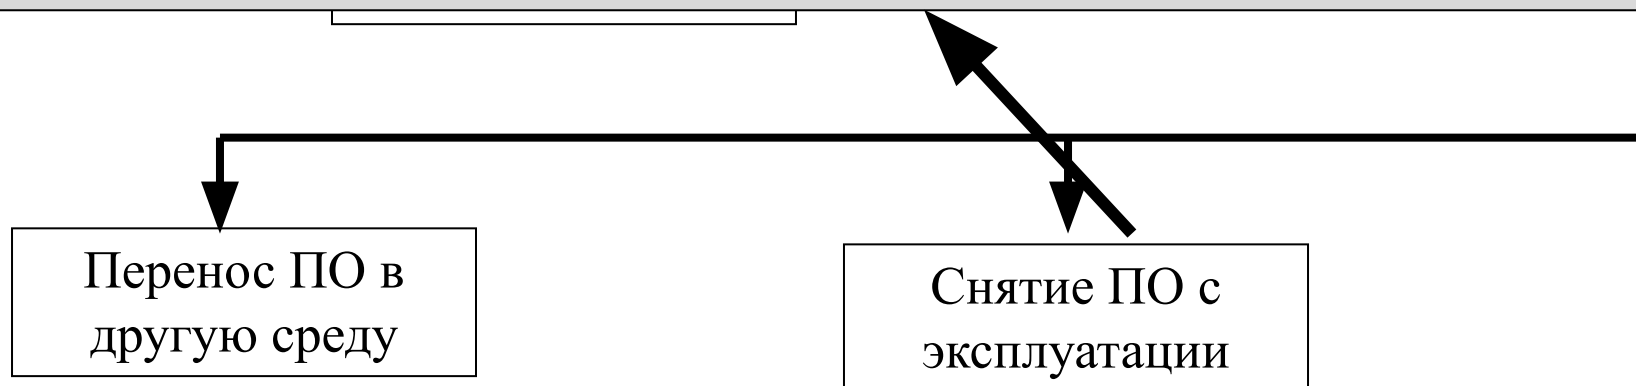 Перенос ПО в
другую среду
Снятие ПО с
эксплуатации